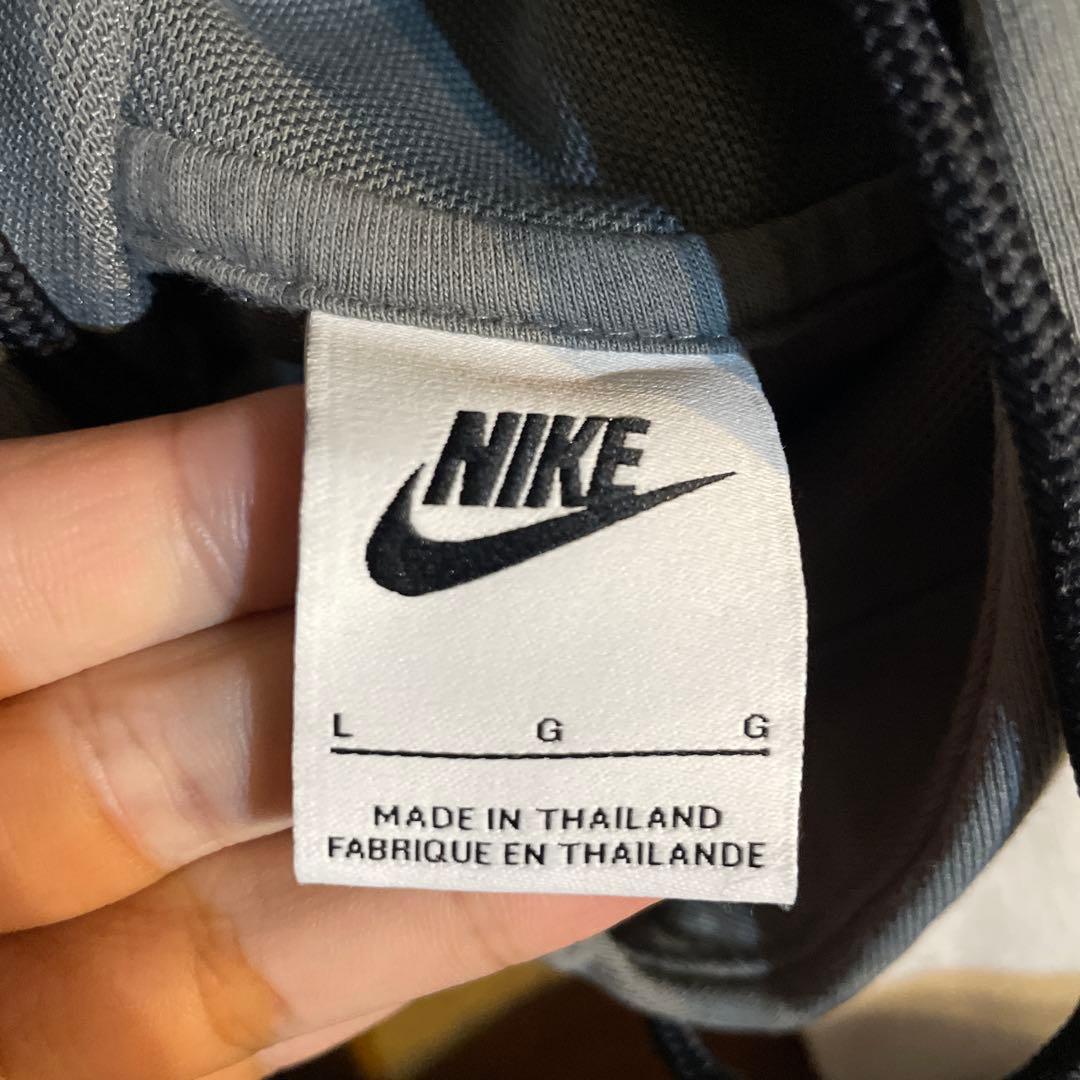 NIKE
L G G
MADE IN THAILAND
FABRIQUE EN THAILANDE